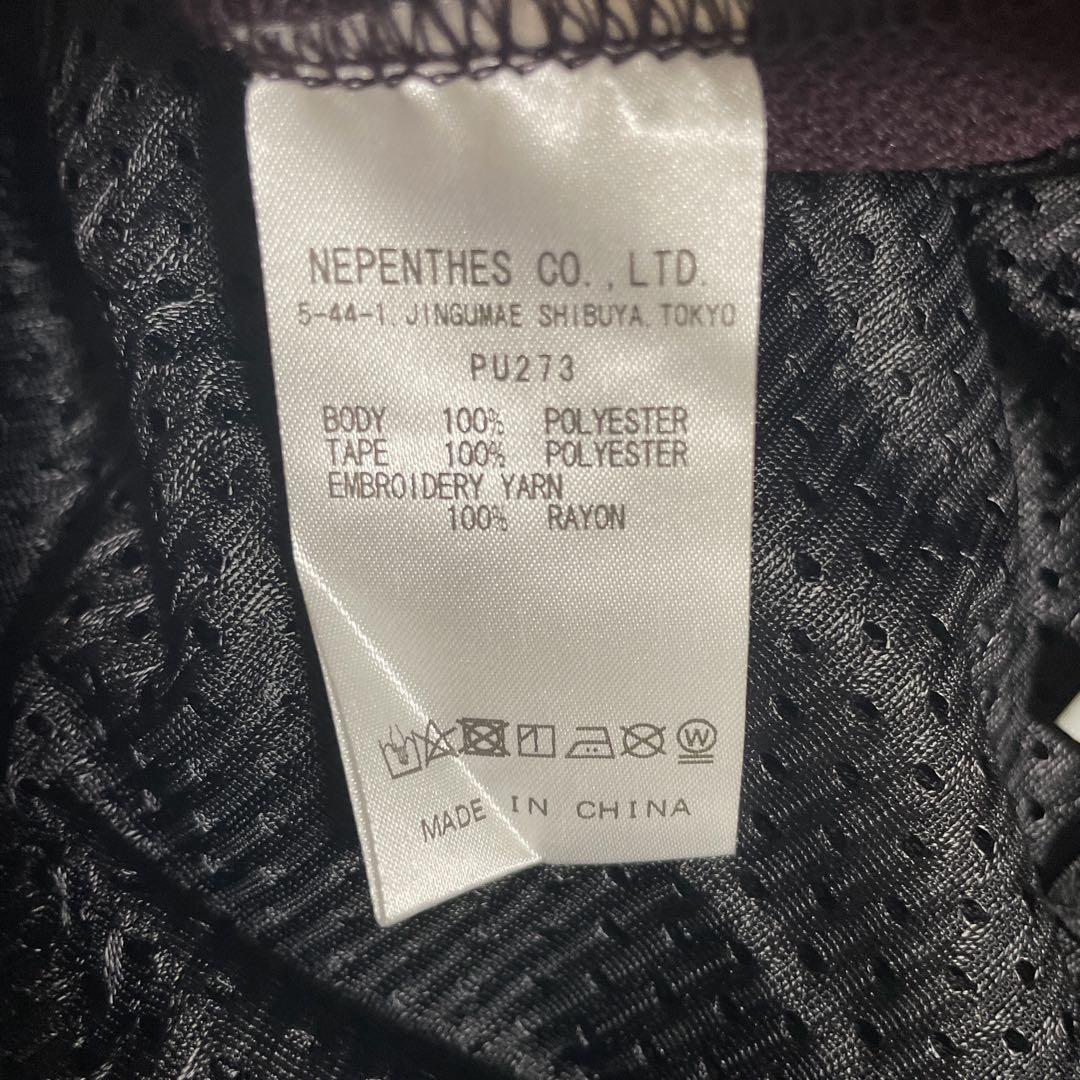 NEPENTHES CO.,LTD.
5-44-1,JINGUMAE SHIBUYA,TOKYO
PU273
BODY 100% POLYESTER
TAPE 100% POLYESTER
EMBROIDERY YARN
100% RAYON
W
MADE IN CHINA